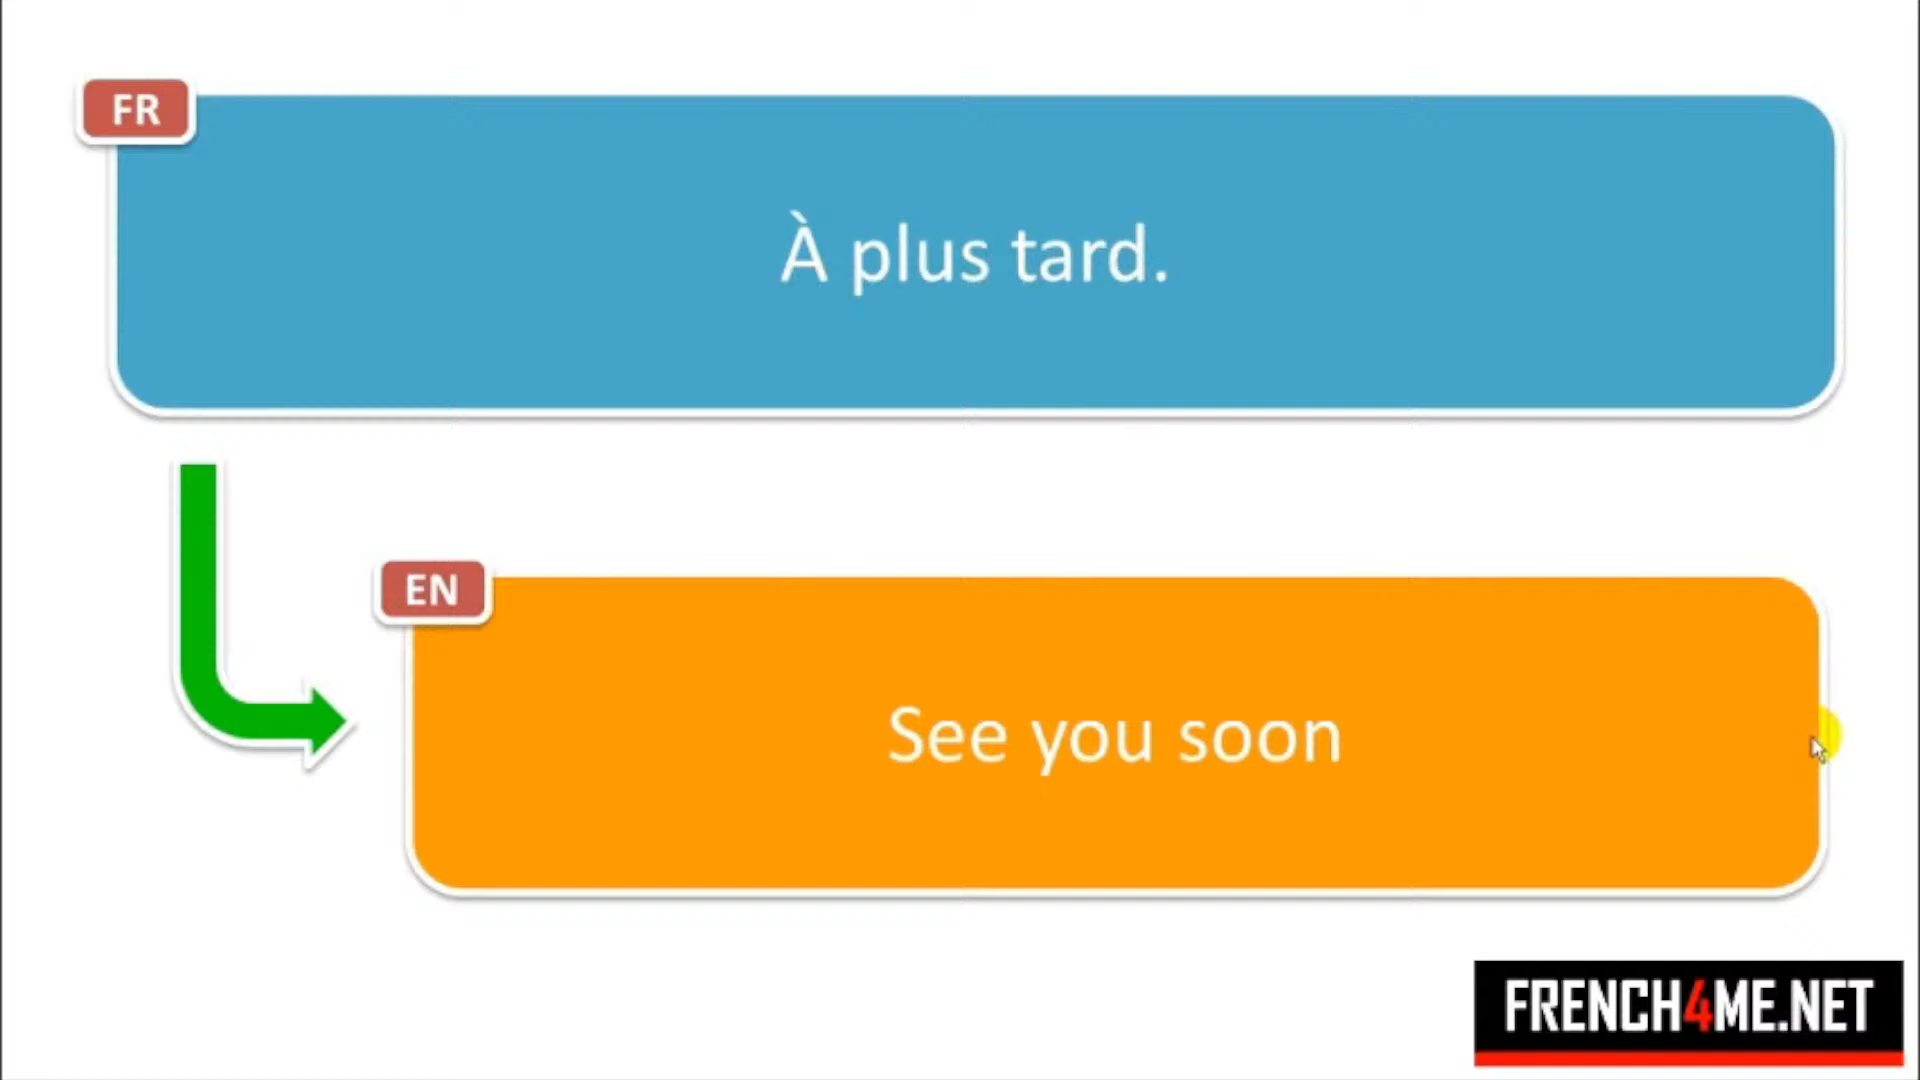 FR
À plus tard.
EN
See you soon
FRENCH4ME.NET